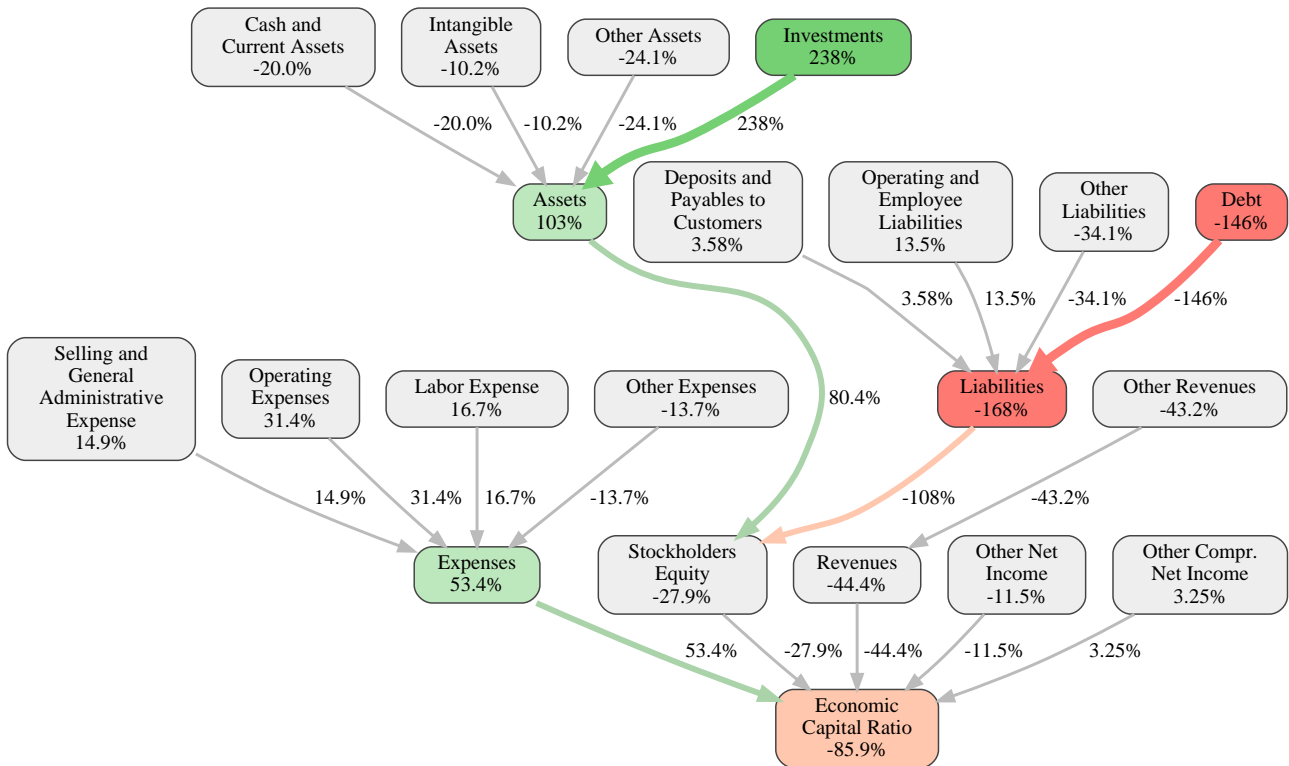 Cash and
Current Assets
-20.0%
Intangible
Assets
-10.2%
Other Assets
-24.1%
Investments
238%
-20.0%
-10.2%
-24.1%
238%
Assets
103%
Deposits and
Payables to
Customers
3.58%
Operating and
Employee
Liabilities
13.5%
Other
Liabilities
-34.1%
Debt
-146%
3.58%
13.5%
-34.1%
-146%
Selling and
General
Administrative
Expense
14.9%
Operating
Expenses
31.4%
Labor Expense
16.7%
Other Expenses
-13.7%
80.4%
Liabilities
-168%
Other Revenues
-43.2%
14.9%
31.4%
16.7%
-13.7%
-108%
-43.2%
Expenses
53.4%
Stockholders
Equity
-27.9%
Revenues
-44.4%
Other Net
Income
-11.5%
Other Compr.
Net Income
3.25%
53.4%
-27.9%
-44.4%
-11.5%
3.25%
Economic
Capital Ratio
-85.9%